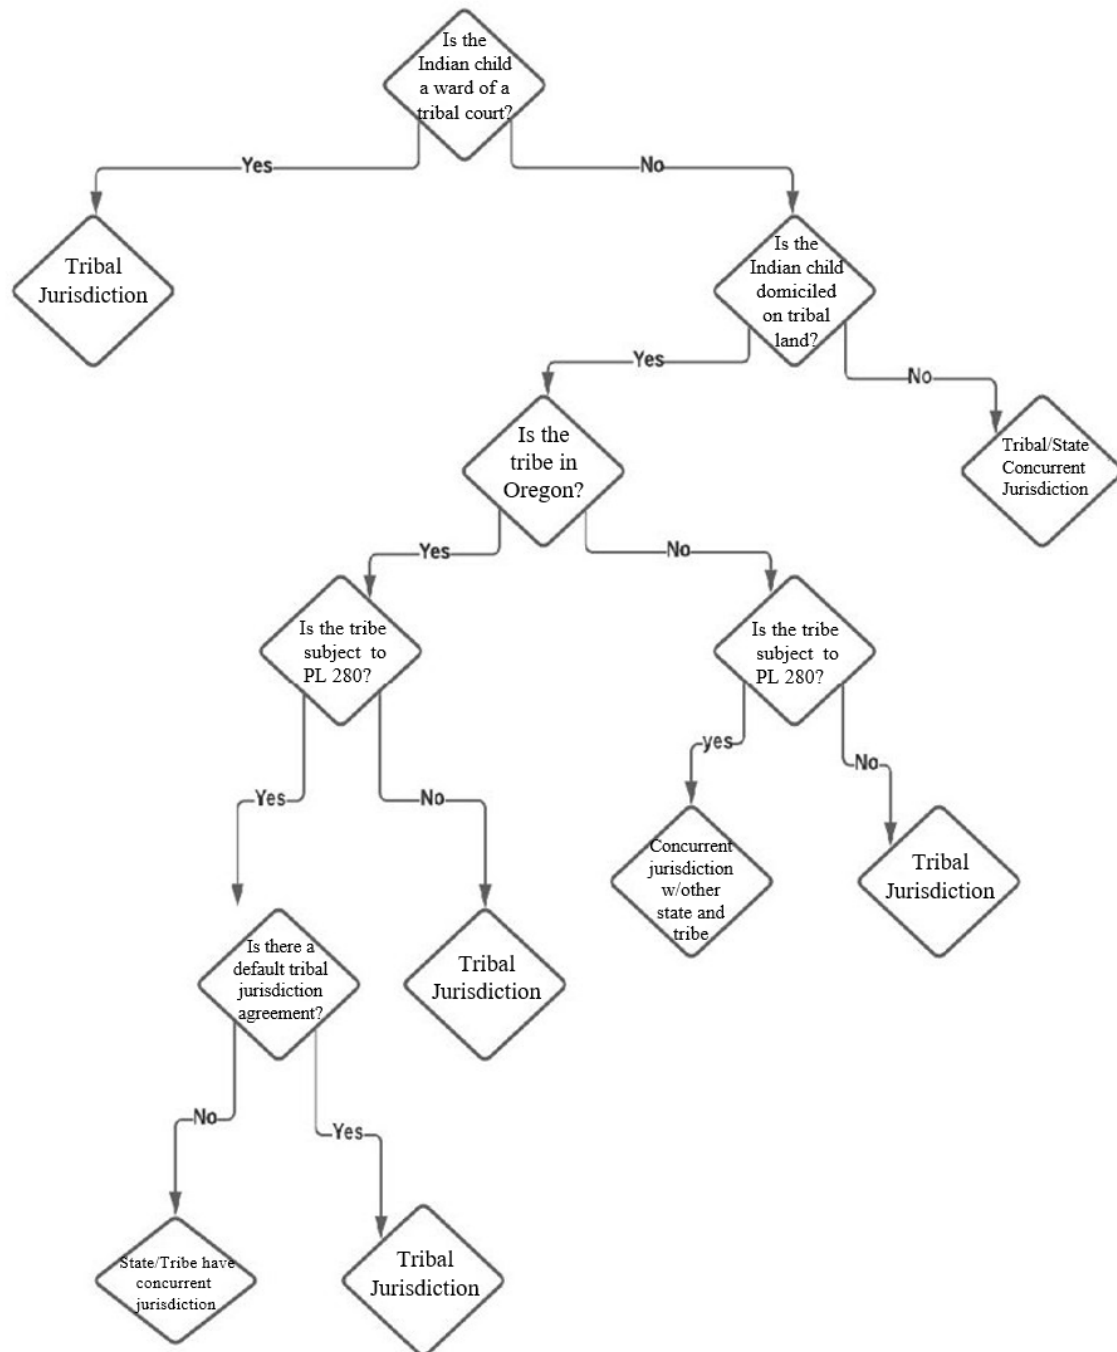 Is the
Indian child
a ward of a
tribal court?
Yes
No
Tribal
Jurisdiction
Is the
Indian child
domiciled
on tribal
land?
Yes
No
Is the
tribe in
Oregon?
Tribal/State
Concurrent
Jurisdiction
Yes
No
Is the tribe
subject to
PL 280?
Is the tribe
subject to
PL 280?
Yes
No
yes
No
Concurrent
jurisdiction
w/other
state and
tribe
Tribal
Jurisdiction
Is there a
default tribal
jurisdiction
agreement?
Tribal
Jurisdiction
No
Yes
State/Tribe have
concurrent
jurisdiction
Tribal
Jurisdiction